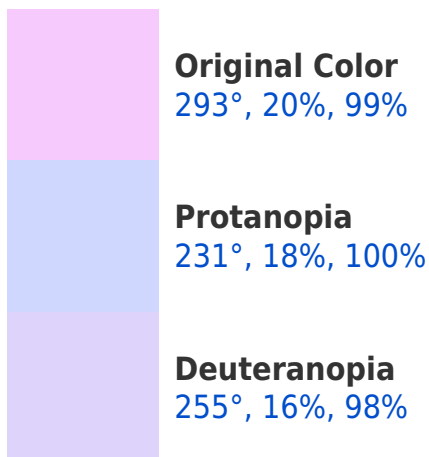 Original Color
293°, 20%, 99%
Protanopia
231°, 18%, 100%
Deuteranopia
255°, 16%, 98%